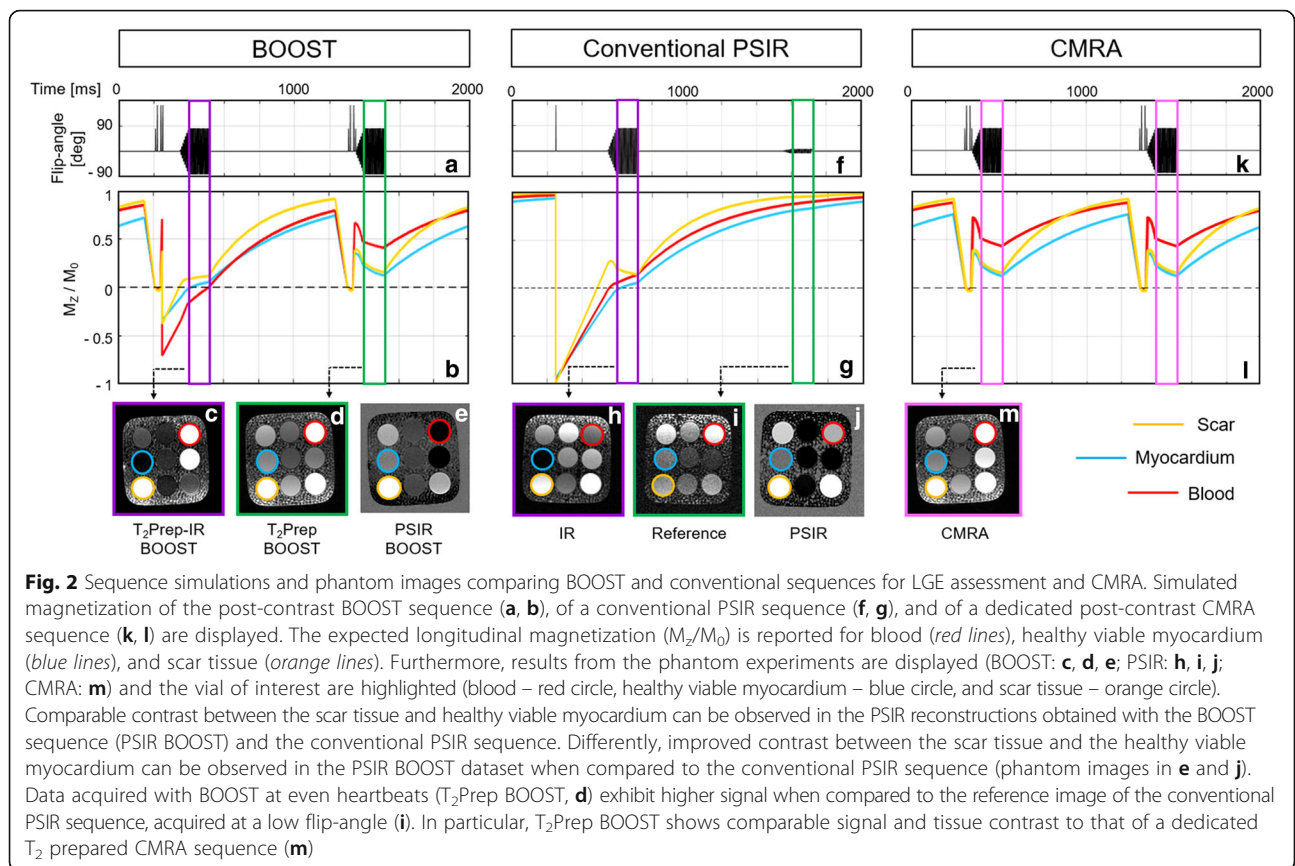 BOOST
Conventional PSIR
CMRA
Time [ms] 0 1000 2000
0 1000 2000
0 1000 2000
Flip-angle [deg]
90
- 90
a
f
k
M_Z / M_0
1
0.5
0
- 0.5
- 1
b
g
l
c
d
e
h
i
j
m
T₂Prep-IR BOOST
T₂Prep BOOST
PSIR BOOST
IR
Reference
PSIR
CMRA
Scar
Myocardium
Blood
Fig. 2 Sequence simulations and phantom images comparing BOOST and conventional sequences for LGE assessment and CMRA. Simulated
magnetization of the post-contrast BOOST sequence (a, b), of a conventional PSIR sequence (f, g), and of a dedicated post-contrast CMRA
sequence (k, l) are displayed. The expected longitudinal magnetization (M_Z/M_0) is reported for blood (red lines), healthy viable myocardium
(blue lines), and scar tissue (orange lines). Furthermore, results from the phantom experiments are displayed (BOOST: c, d, e; PSIR: h, i, j;
CMRA: m) and the vial of interest are highlighted (blood – red circle, healthy viable myocardium – blue circle, and scar tissue – orange circle).
Comparable contrast between the scar tissue and healthy viable myocardium can be observed in the PSIR reconstructions obtained with the BOOST
sequence (PSIR BOOST) and the conventional PSIR sequence. Differently, improved contrast between the scar tissue and the healthy viable
myocardium can be observed in the PSIR BOOST dataset when compared to the conventional PSIR sequence (phantom images in e and j).
Data acquired with BOOST at even heartbeats (T₂Prep BOOST, d) exhibit higher signal when compared to the reference image of the conventional
PSIR sequence, acquired at a low flip-angle (i). In particular, T₂Prep BOOST shows comparable signal and tissue contrast to that of a dedicated
T₂ prepared CMRA sequence (m)